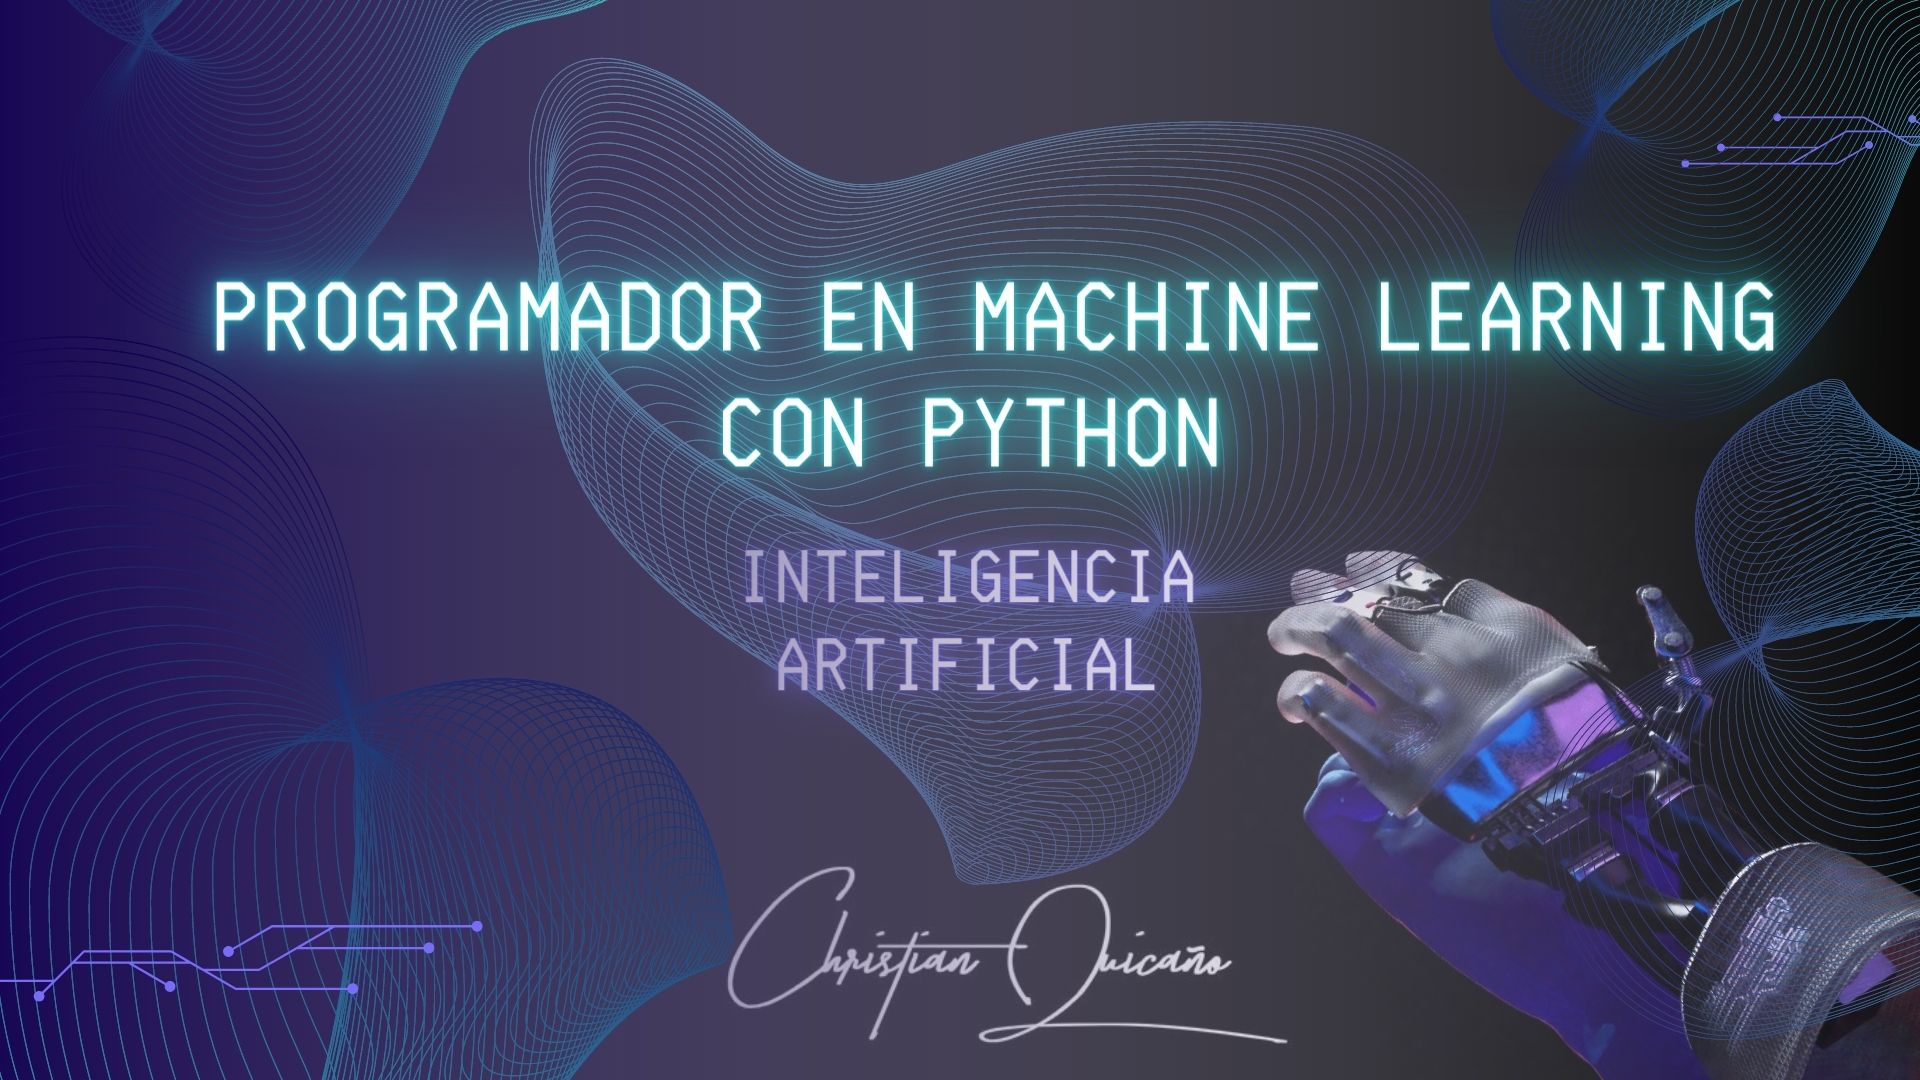 PROGRAMADOR EN MACHINE LEARNING
CON PYTHON
INTELIGENCIA
ARTIFICIAL
Christian Quicaño